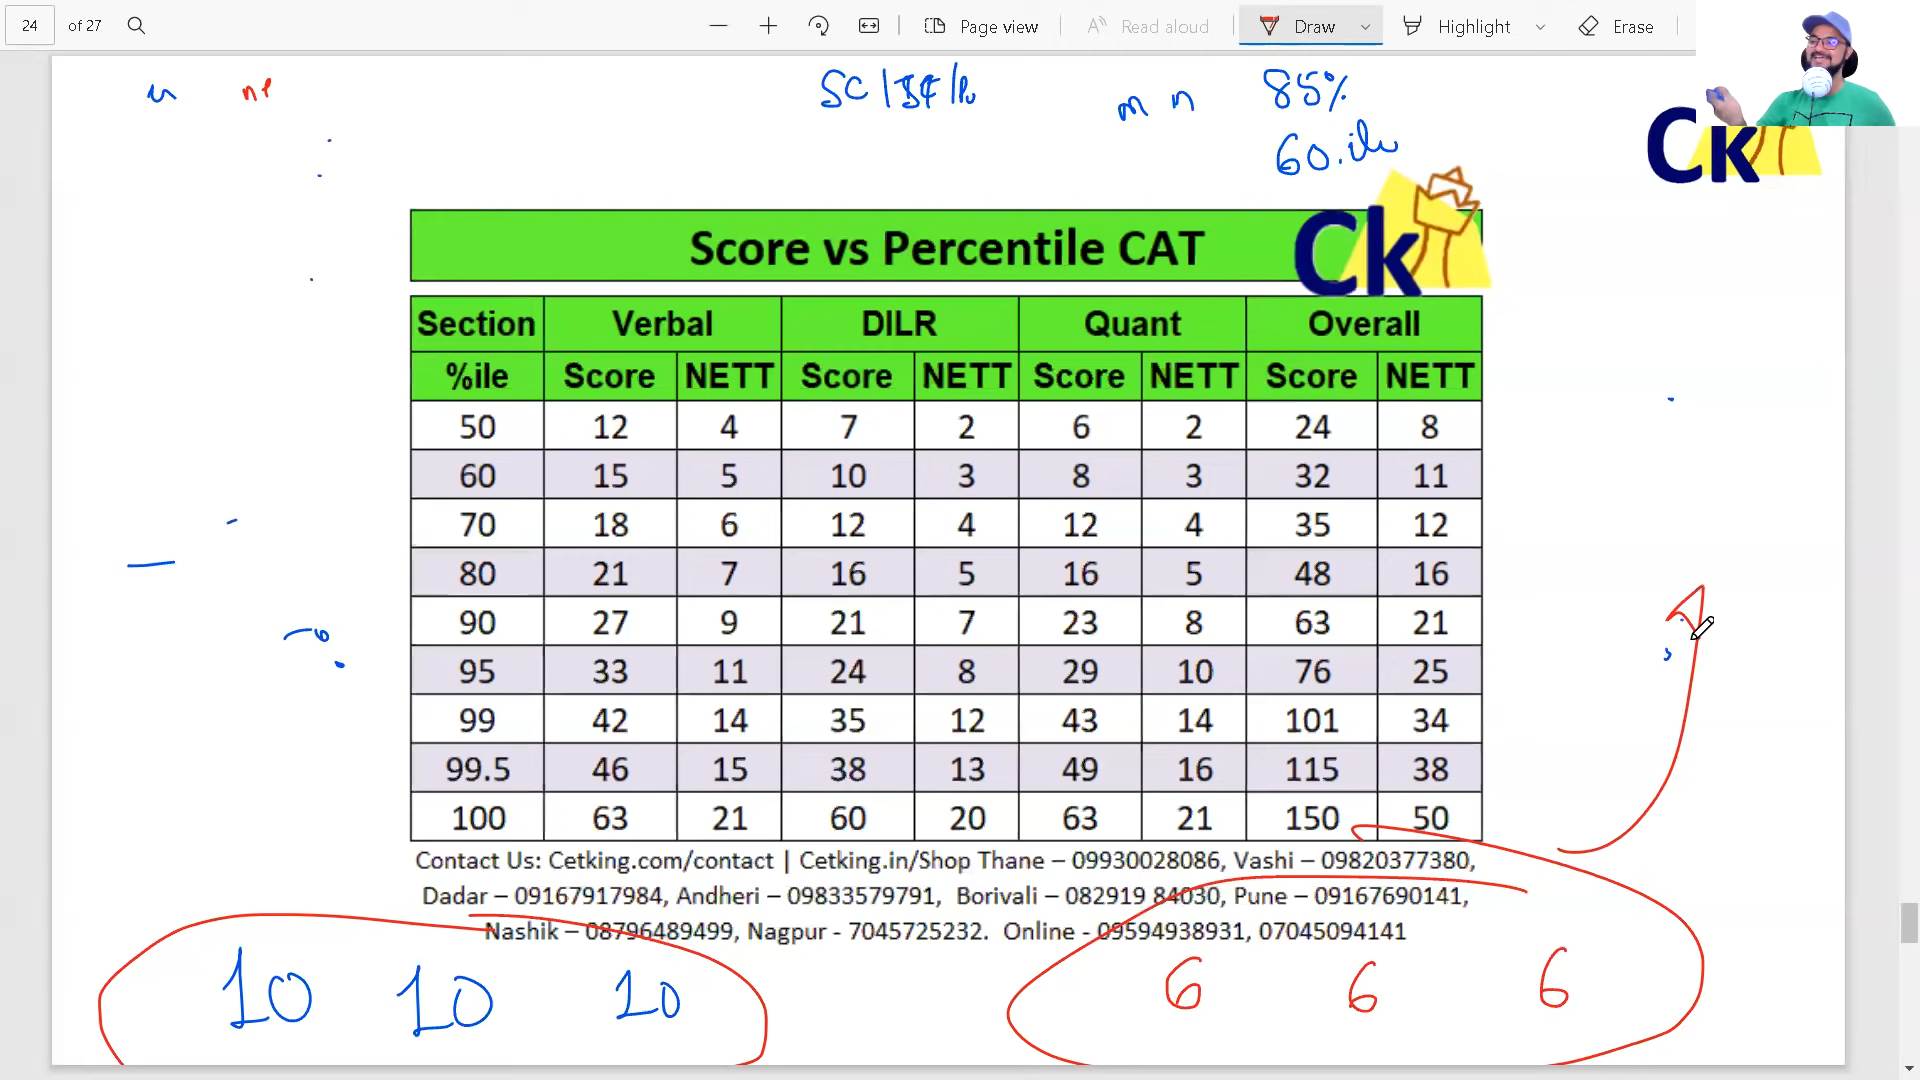 24 of 27 Page view Read aloud Draw Highlight Erase
SC | m n 85%
60.ile
Ck
Score vs Percentile CAT Ck
Section Verbal DILR Quant Overall
%ile Score NETT Score NETT Score NETT Score NETT
50 12 4 7 2 6 2 24 8
60 15 5 10 3 8 3 32 11
70 18 6 12 4 12 4 35 12
80 21 7 16 5 16 5 48 16
90 27 9 21 7 23 8 63 21
95 33 11 24 8 29 10 76 25
99 42 14 35 12 43 14 101 34
99.5 46 15 38 13 49 16 115 38
100 63 21 60 20 63 21 150 50
Contact Us: Cetking.com/contact | Cetking.in/Shop Thane – 09930028086, Vashi – 09820377380,
Dadar – 09167917984, Andheri – 09833579791, Borivali – 082919 84030, Pune – 09167690141,
Nashik – 08796489499, Nagpur - 7045725232. Online - 09594938931, 07045094141
10 10 10 6 6 6